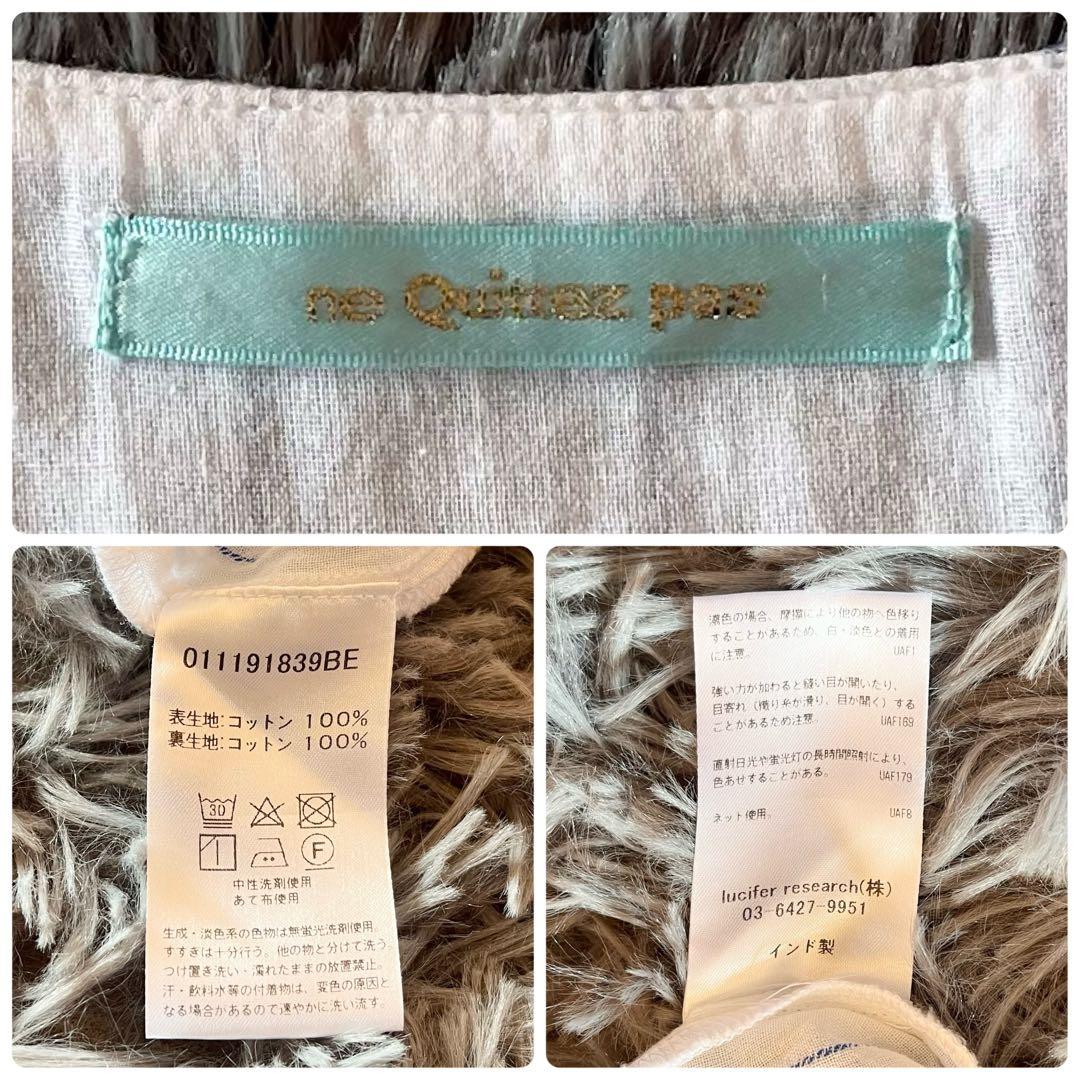 ne Quittez pas
011191839BE
表生地:コットン 100%
裏生地:コットン 100%
30
F
中性洗剤使用
あて布使用
生成・淡色系の色物は無蛍光洗剤使用。
すすぎは十分行う。他の物と分けて洗う。
つけ置き洗い・濡れたままの放置禁止。
汗・飲料水等の付着物は、変色の原因と
なる場合があるので速やかに洗い流す。
濃色の場合、摩擦により他の物へ色移り
することがあるため、白・淡色との着用
に注意。 UAF1
強い力が加わると縫い目が開いたり、
目寄れ（織り糸が滑り、目が開く）する
ことがあるため注意。 UAF169
直射日光や蛍光灯の長時間照射により、
色あせすることがある。 UAF179
ネット使用。 UAF8
lucifer research(株)
03-6427-9951
インド製